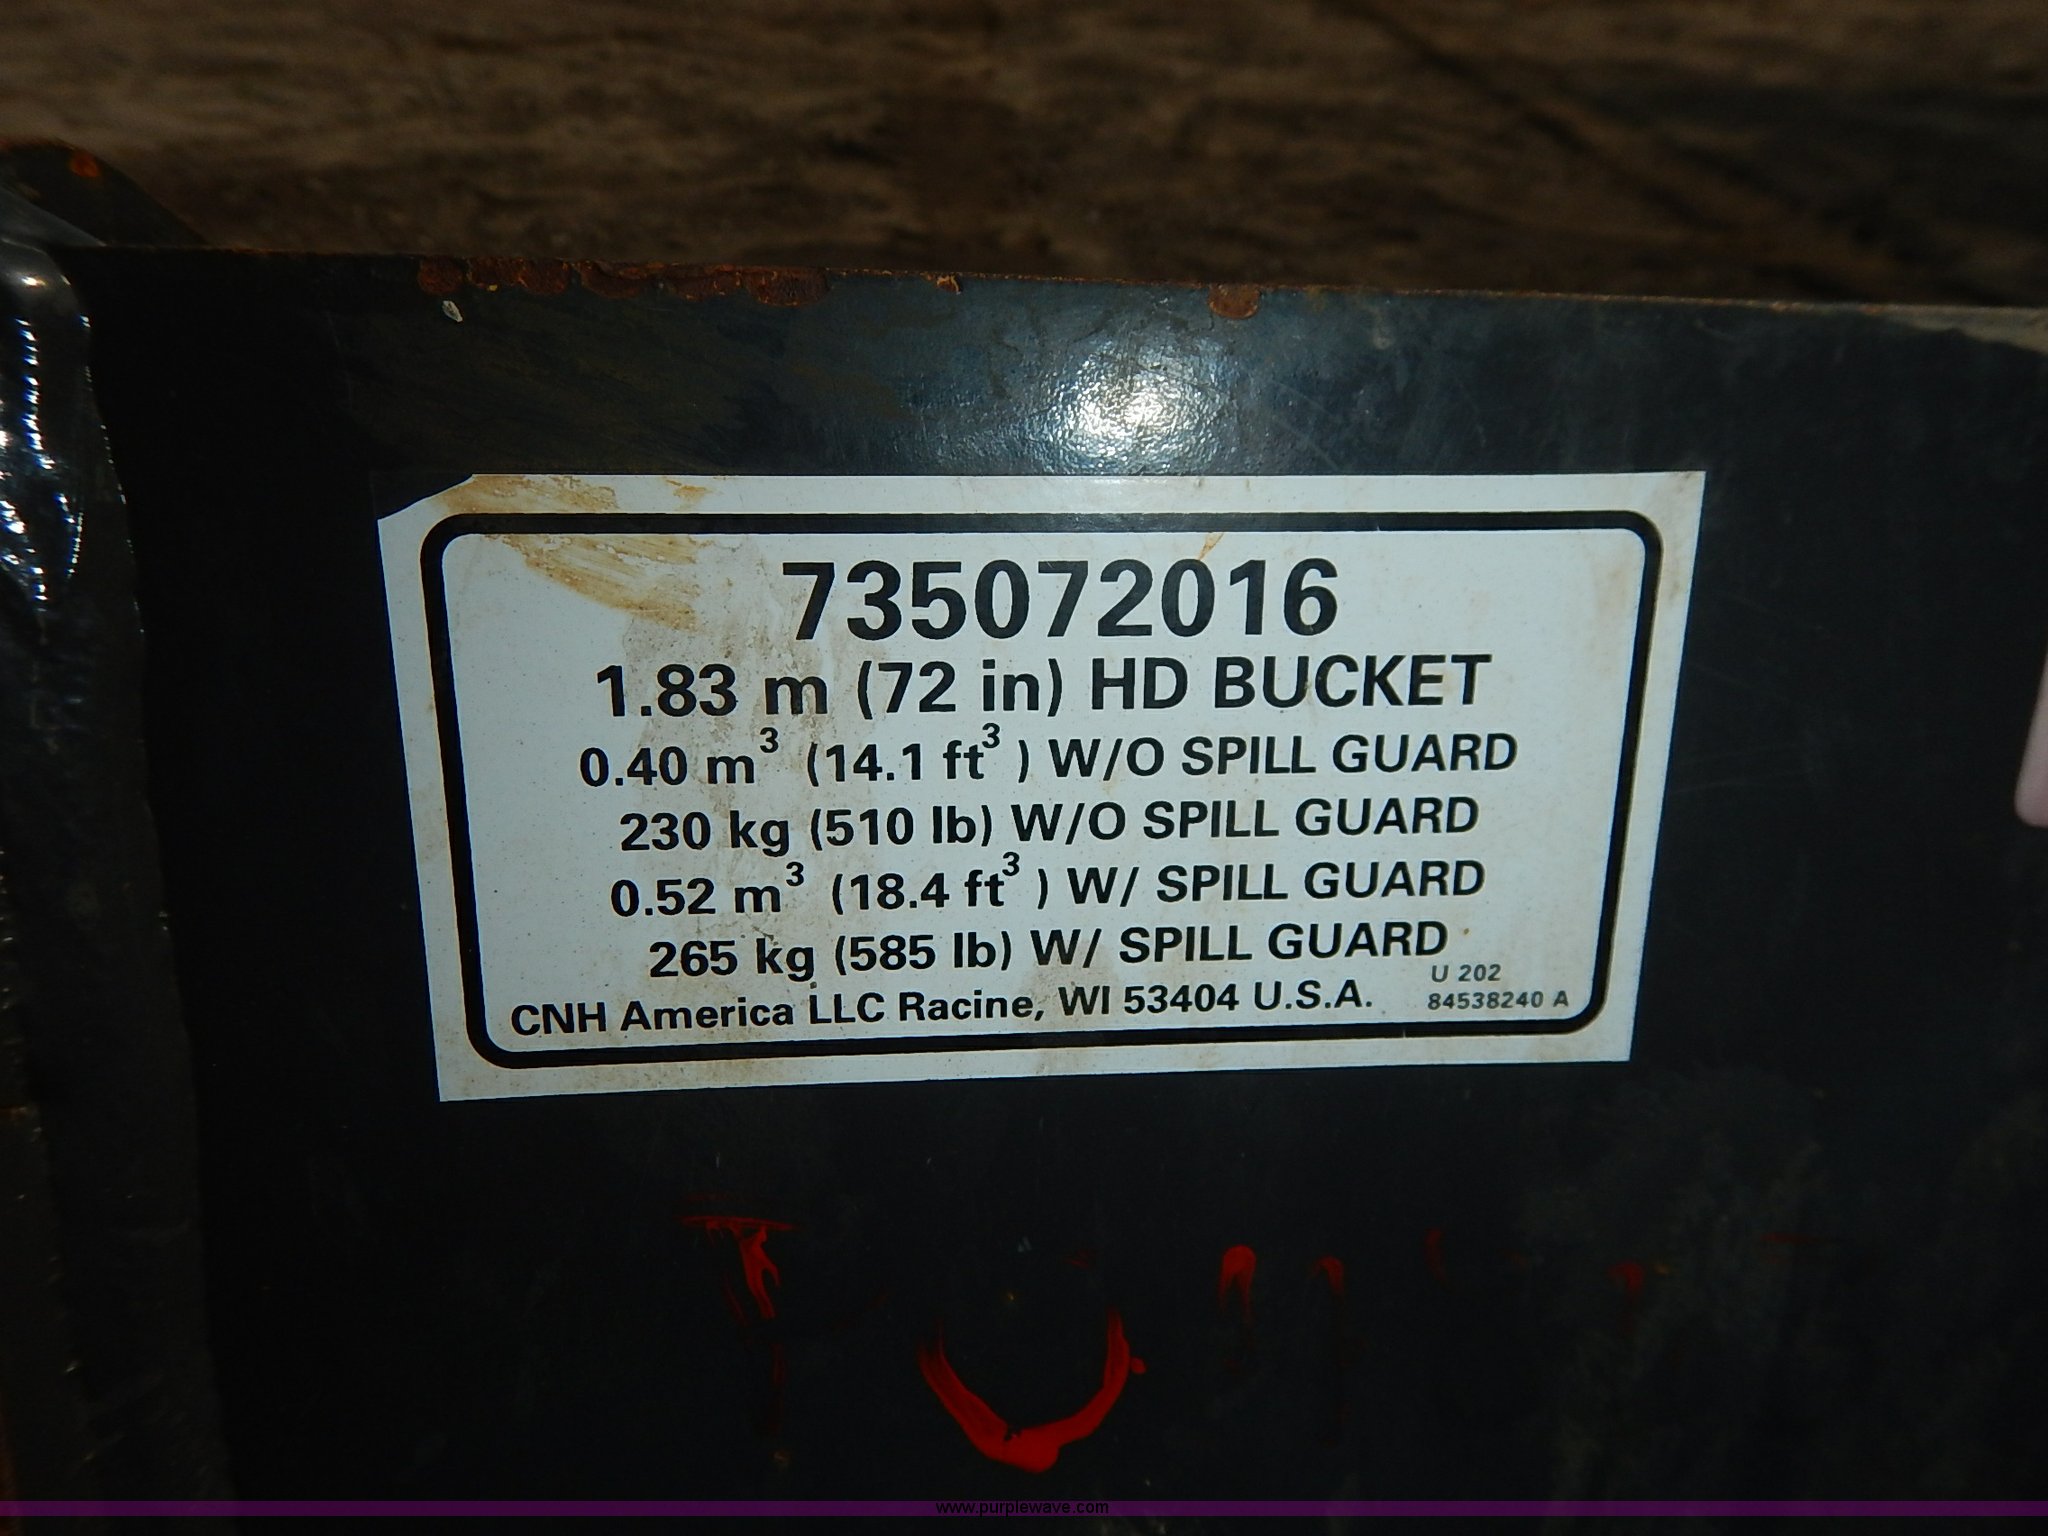 735072016
1.83 m (72 in) HD BUCKET
0.40 m³ (14.1 ft³ ) W/O SPILL GUARD
230 kg (510 lb) W/O SPILL GUARD
0.52 m³ (18.4 ft³ ) W/ SPILL GUARD
265 kg (585 lb) W/ SPILL GUARD
U 202
CNH America LLC Racine, WI 53404 U.S.A. 84538240 A
www.purplewave.com